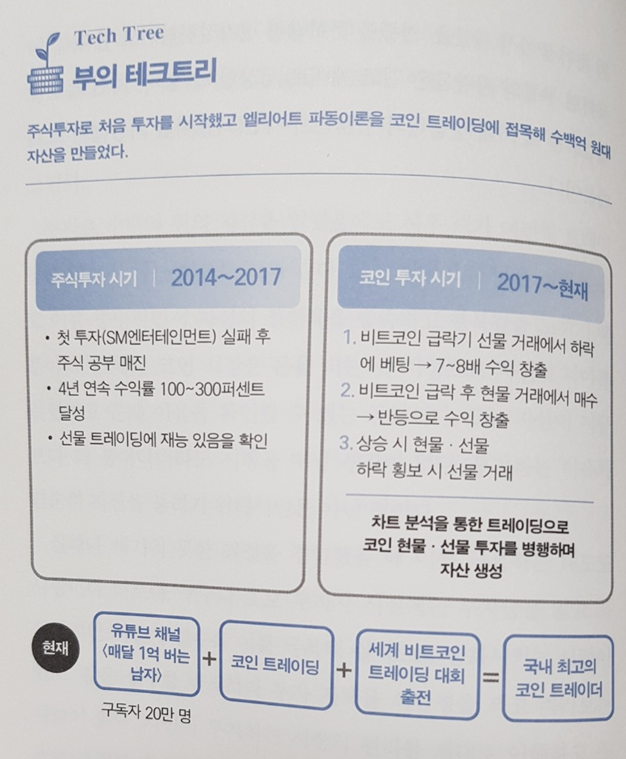 Tech Tree
부의 테크트리
주식투자로 처음 투자를 시작했고 엘리어트 파동이론을 코인 트레이딩에 접목해 수백억 원대
자산을 만들었다.
주식투자 시기 | 2014~2017
• 첫 투자(SM엔터테인먼트) 실패 후
주식 공부 매진
• 4년 연속 수익률 100~300퍼센트
달성
• 선물 트레이딩에 재능 있음을 확인
코인 투자 시기 | 2017~현재
1. 비트코인 급락기 선물 거래에서 하락
에 베팅 → 7~8배 수익 창출
2. 비트코인 급락 후 현물 거래에서 매수
→ 반등으로 수익 창출
3. 상승 시 현물·선물
하락 횡보 시 선물 거래
차트 분석을 통한 트레이딩으로
코인 현물·선물 투자를 병행하며
자산 생성
현재
유튜브 채널
〈매달 1억 버는
남자〉
구독자 20만 명
+
코인 트레이딩
+
세계 비트코인
트레이딩 대회
출전
=
국내 최고의
코인 트레이더